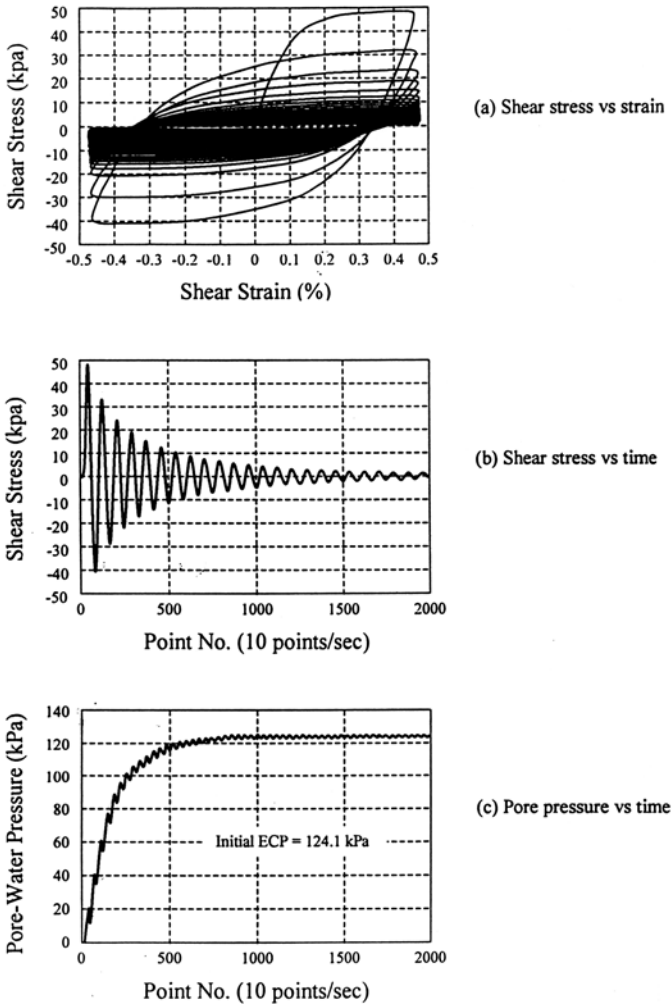 50
40
30
20
10
0
-10
-20
-30
-40
50
Shear Stress (kpa)
-0.5 -0.4 -0.3 -0.2 -0.1 0 0.1 0.2 0.3 0.4 0.5
Shear Strain (%)
(a) Shear stress vs strain
50
40
30
20
10
0
-10
-20
-30
-40
-50
Shear Stress (kpa)
0 500 1000 1500 2000
Point No. (10 points/sec)
(b) Shear stress vs time
140
120
100
80
60
40
20
0
Pore-Water Pressure (kPa)
Initial ECP = 124.1 kPa
0 500 1000 1500 2000
Point No. (10 points/sec)
(c) Pore pressure vs time